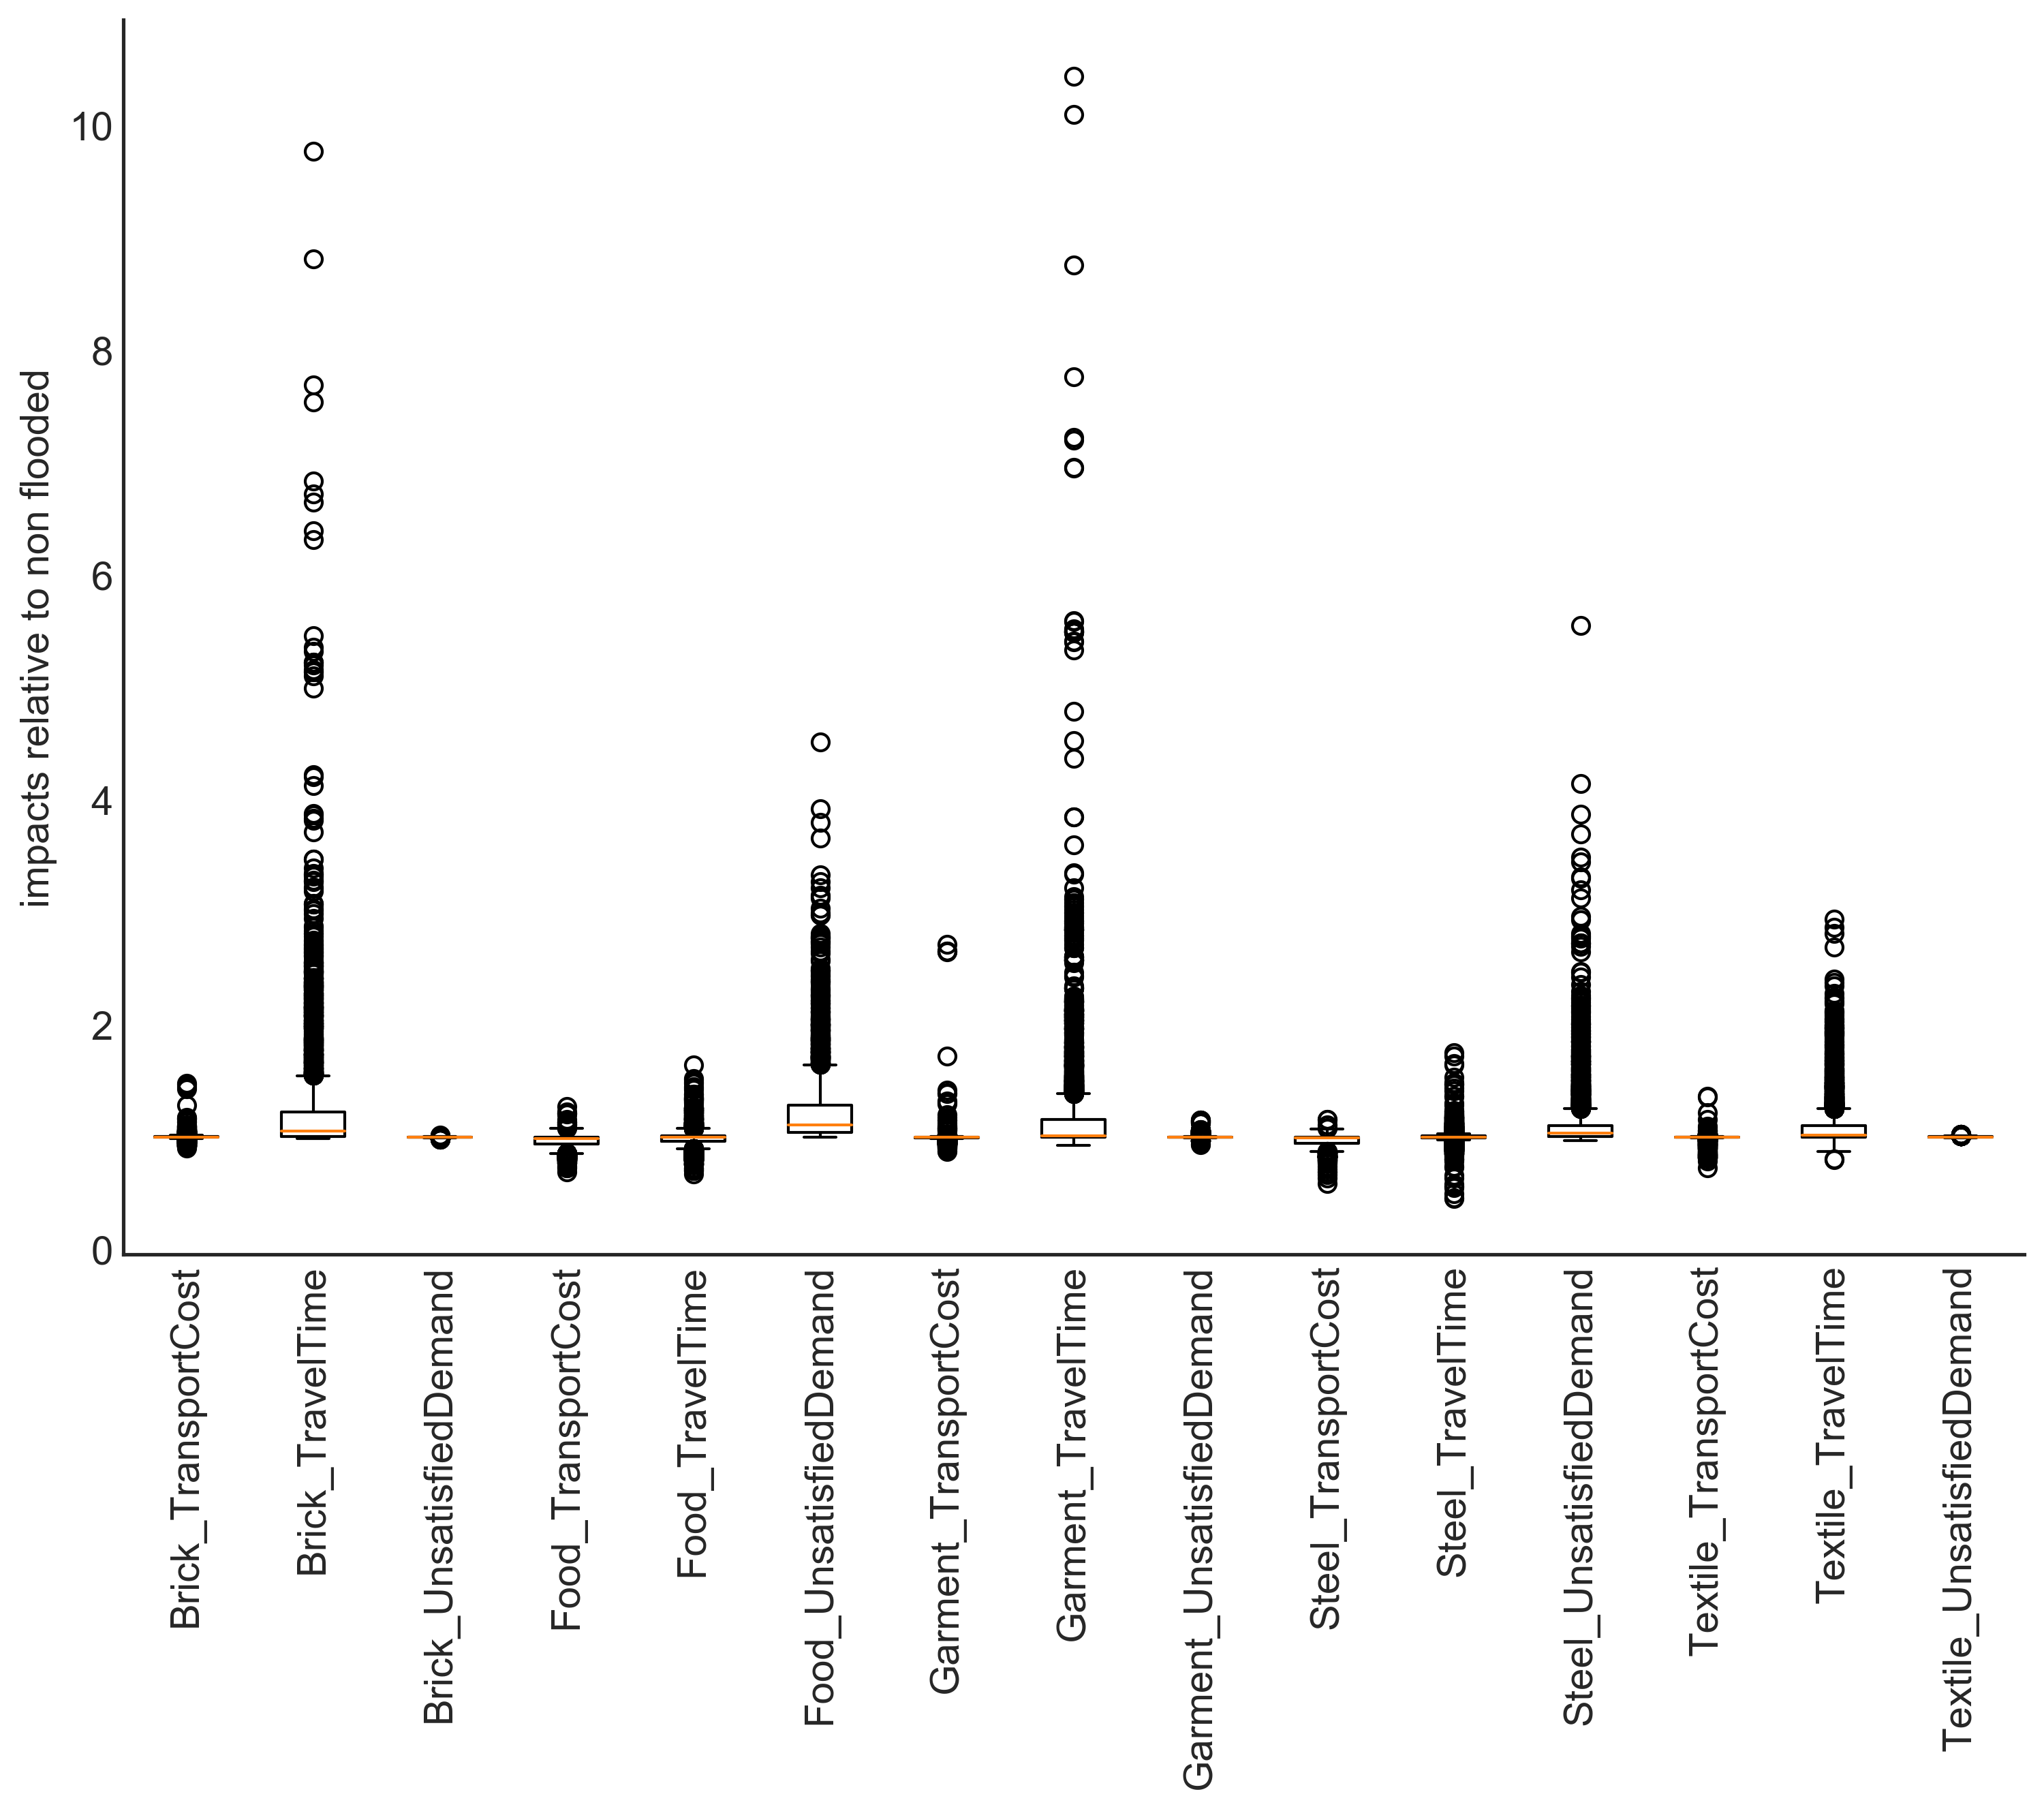 impacts relative to non flooded
10
8
6
4
2
0
Brick_TransportCost
Brick_TravelTime
Brick_UnsatisfiedDemand
Food_TransportCost
Food_TravelTime
Food_UnsatisfiedDemand
Garment_TransportCost
Garment_TravelTime
Garment_UnsatisfiedDemand
Steel_TransportCost
Steel_TravelTime
Steel_UnsatisfiedDemand
Textile_TransportCost
Textile_TravelTime
Textile_UnsatisfiedDemand